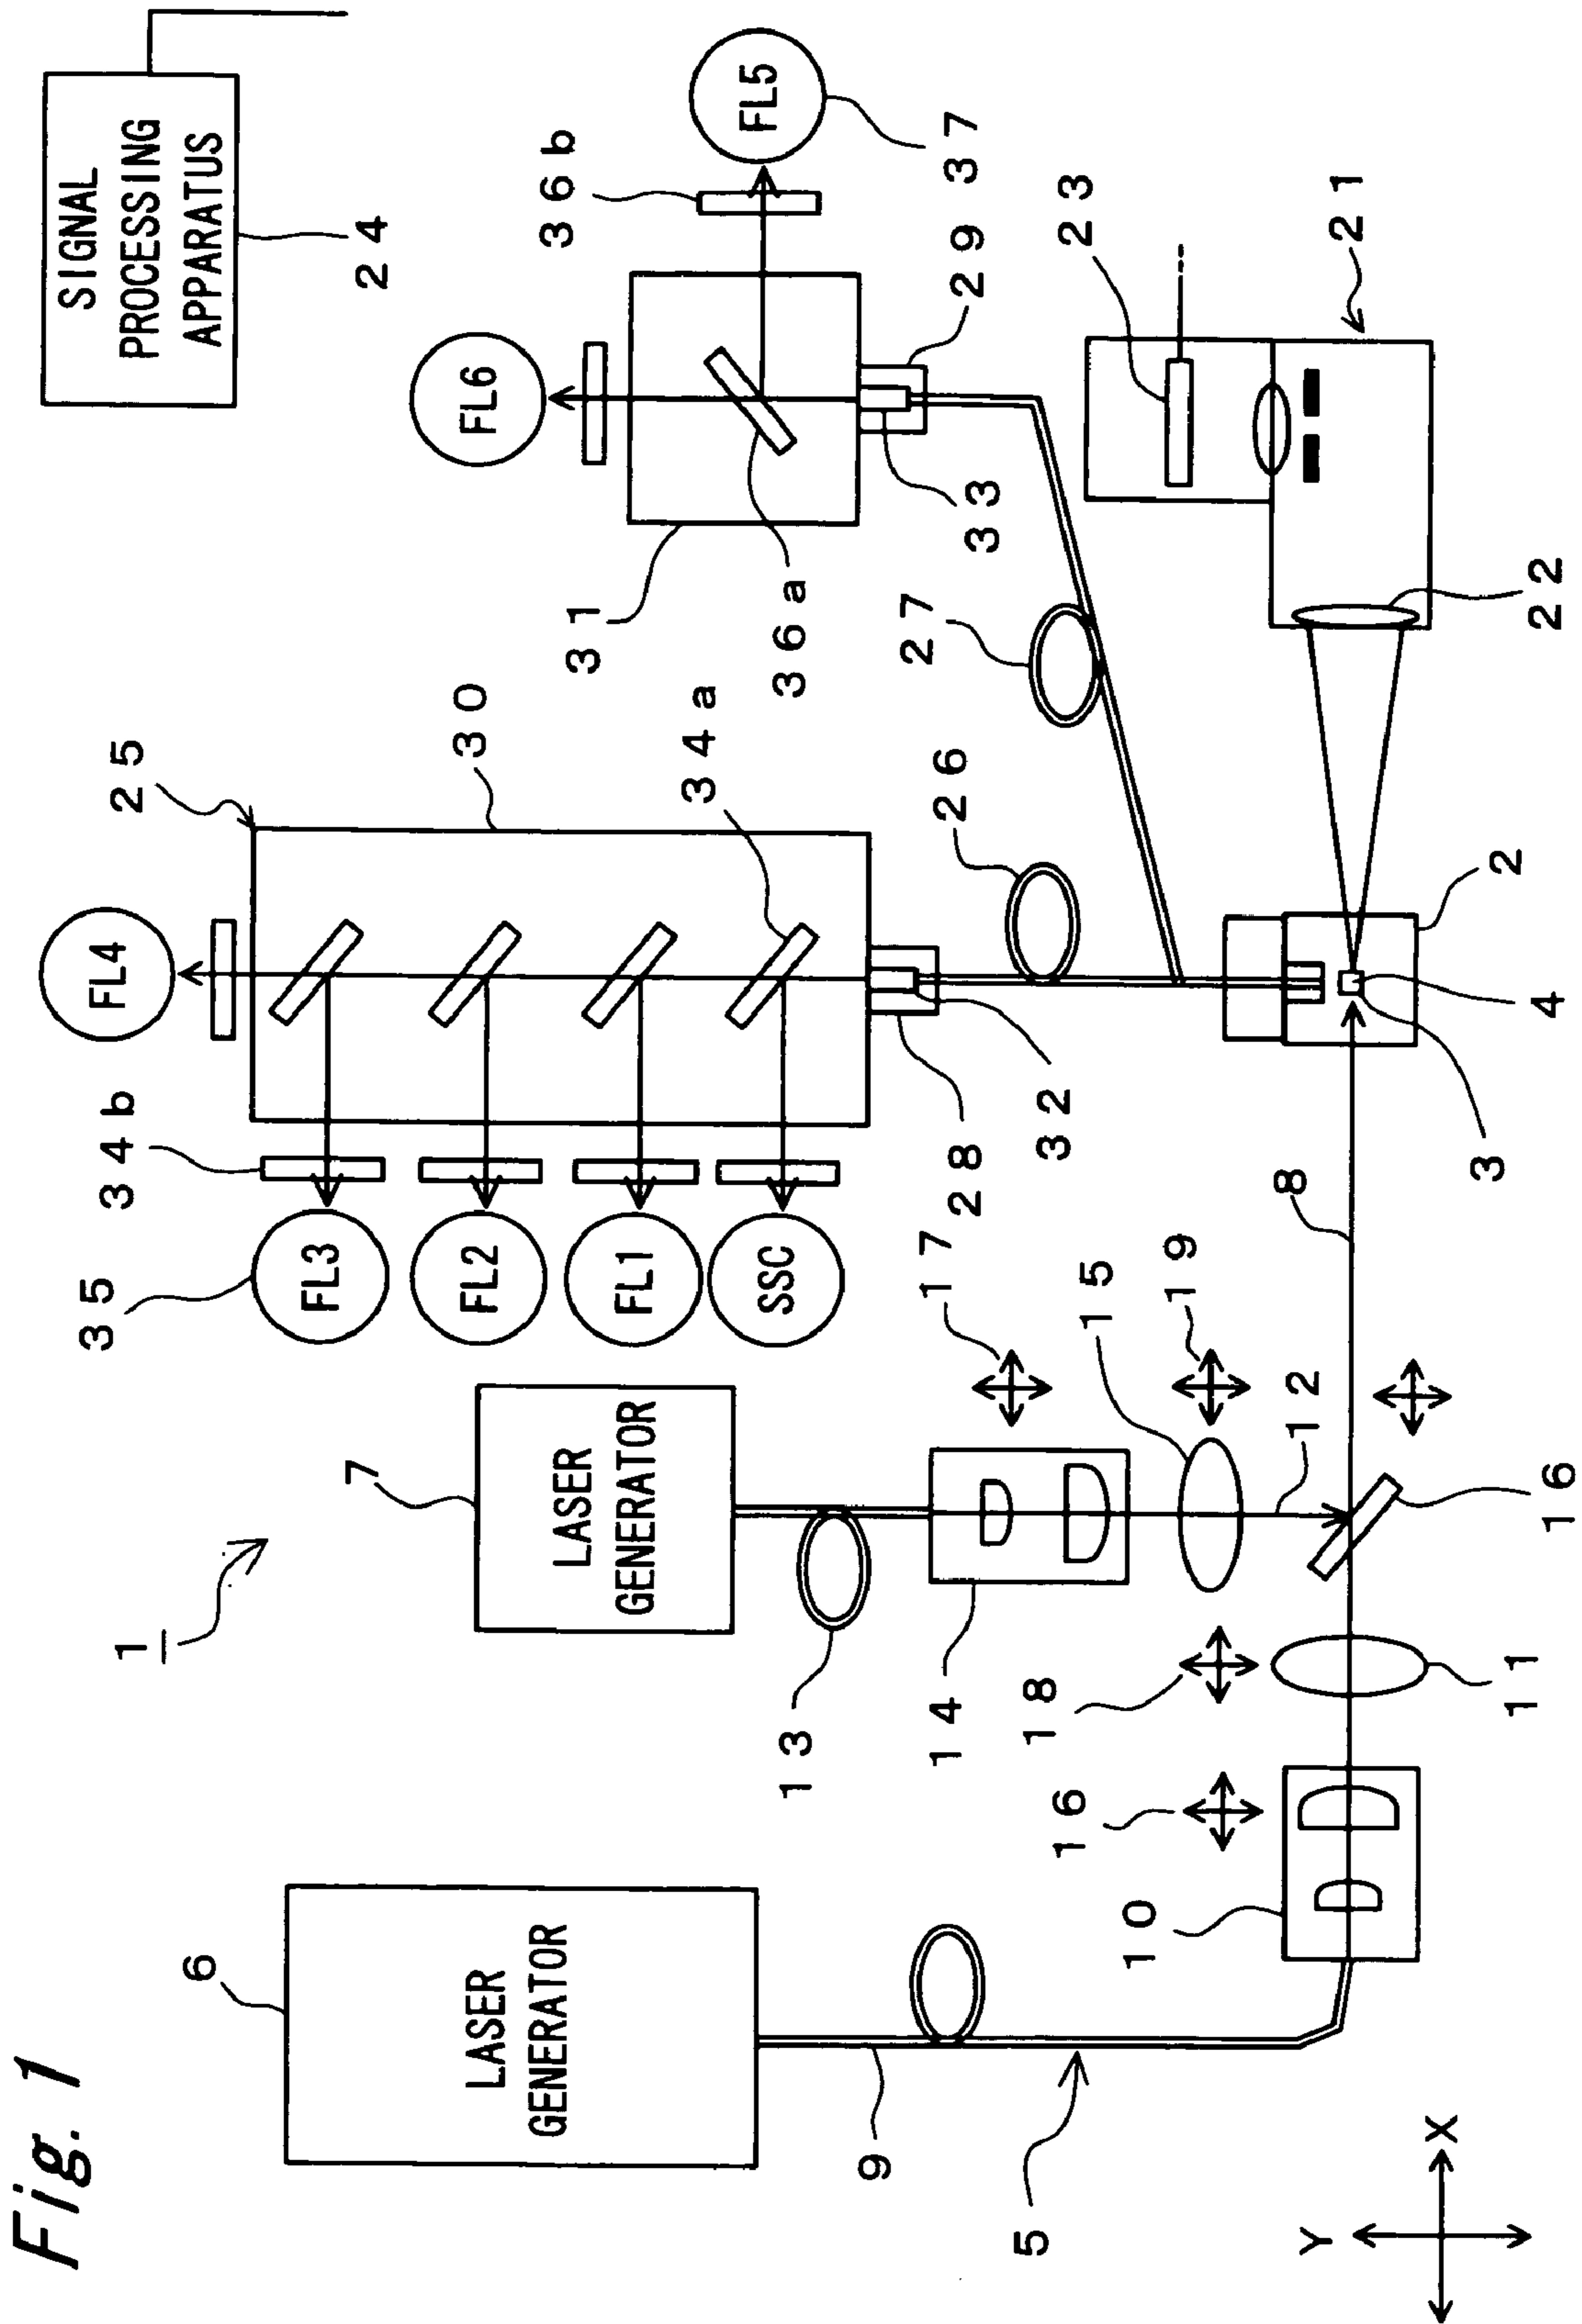 Fig. 1
SIGNAL
PROCESSING
APPARATUS
24
1
6
LASER
GENERATOR
7
LASER
GENERATOR
35
34b
25
FL4
FL3
FL2
FL1
SSC
30
34a
FL6
36b
FL5
31
36a
37
13
9
14
17
28
32
26
27
33
29
5
10
16
18
15
19
12
8
23
21
Y
X
11
16
3
4
2
22